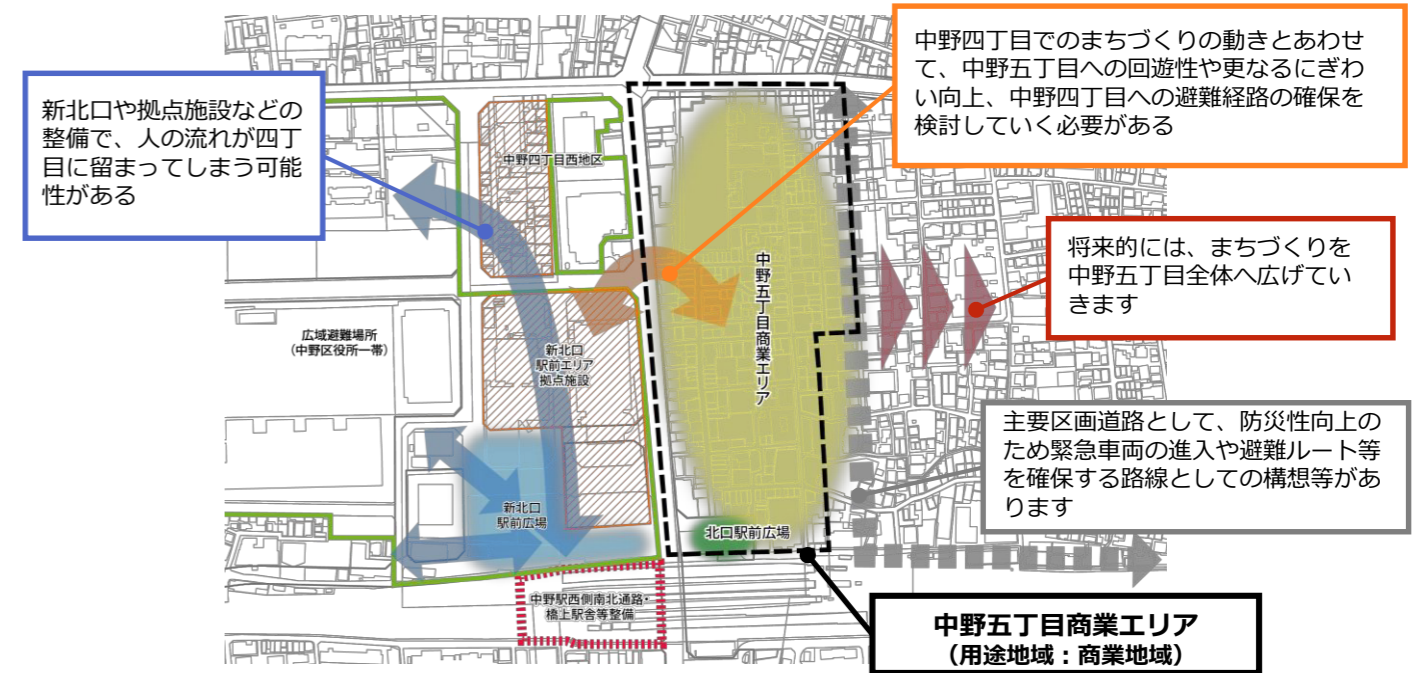 中野四丁目でのまちづくりの動きとあわせ
て、中野五丁目への回遊性や更なるにぎわ
い向上、中野四丁目への避難経路の確保を
検討していく必要がある
新北口や拠点施設などの
整備で、人の流れが四丁
目に留まってしまう可能
性がある
中野四丁目西地区
将来的には、まちづくりを
中野五丁目全体へ広げてい
きます
中野五丁目商業エリア
広域避難場所
（中野区役所一帯）
新北口
駅前エリア
拠点施設
主要区画道路として、防災性向上の
ため緊急車両の進入や避難ルート等
を確保する路線としての構想等があ
ります
新北口
駅前広場
北口駅前広場
中野駅西側南北通路・
橋上駅舎等整備
中野五丁目商業エリア
（用途地域：商業地域）